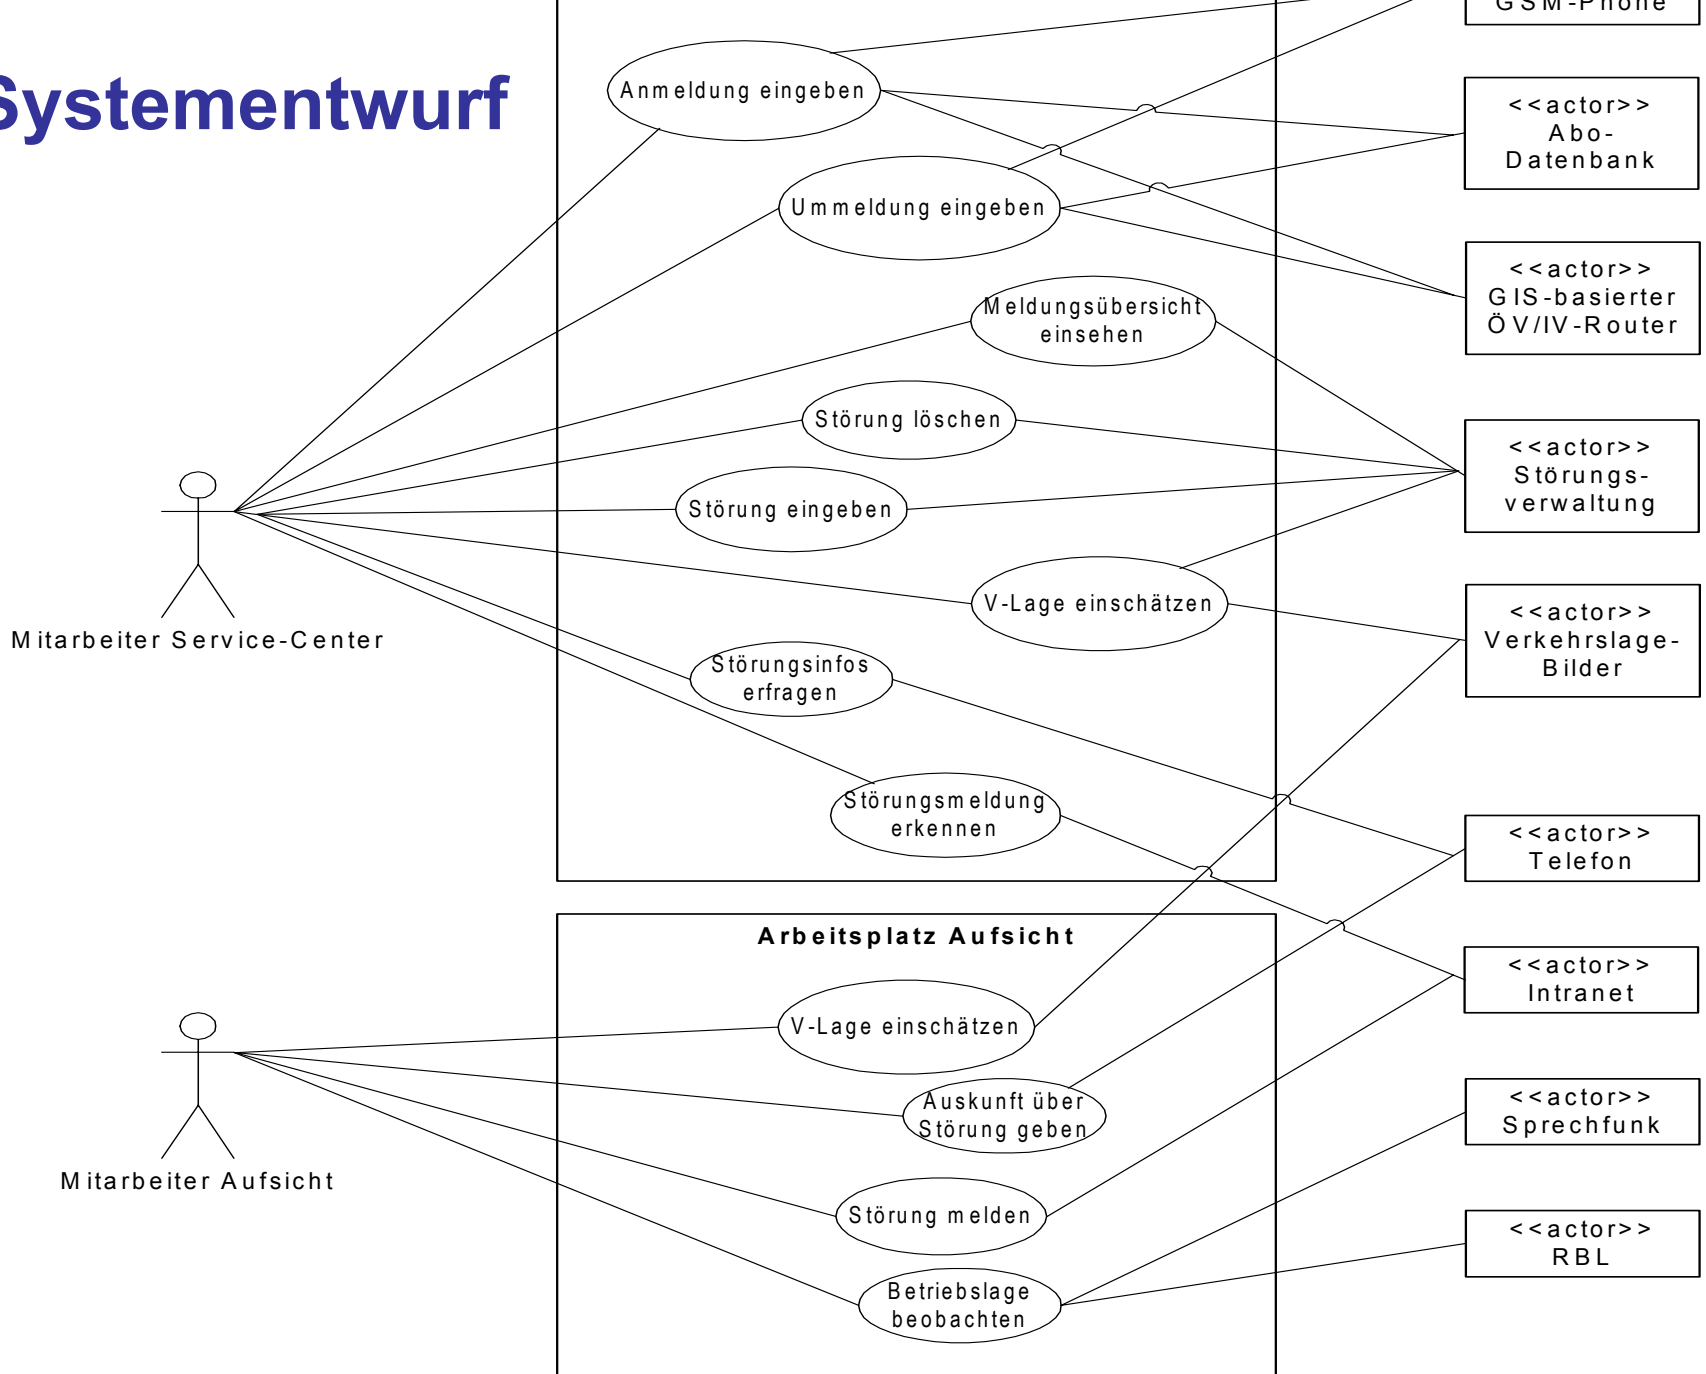 GSM-Phone
Systementwurf
Anmeldung eingeben
<<actor>>
Abo-
Datenbank
Ummeldung eingeben
<<actor>>
GIS-basierter
ÖV/IV-Router
Meldungsübersicht
einsehen
Störung löschen
<<actor>>
Störungs-
verwaltung
Störung eingeben
V-Lage einschätzen
<<actor>>
Verkehrslage-
Bilder
Mitarbeiter Service-Center
Störungsinfos
erfragen
Störungsmeldung
erkennen
<<actor>>
Telefon
Arbeitsplatz Aufsicht
<<actor>>
Intranet
V-Lage einschätzen
Auskunft über
Störung geben
<<actor>>
Sprechfunk
Mitarbeiter Aufsicht
Störung melden
<<actor>>
RBL
Betriebslage
beobachten